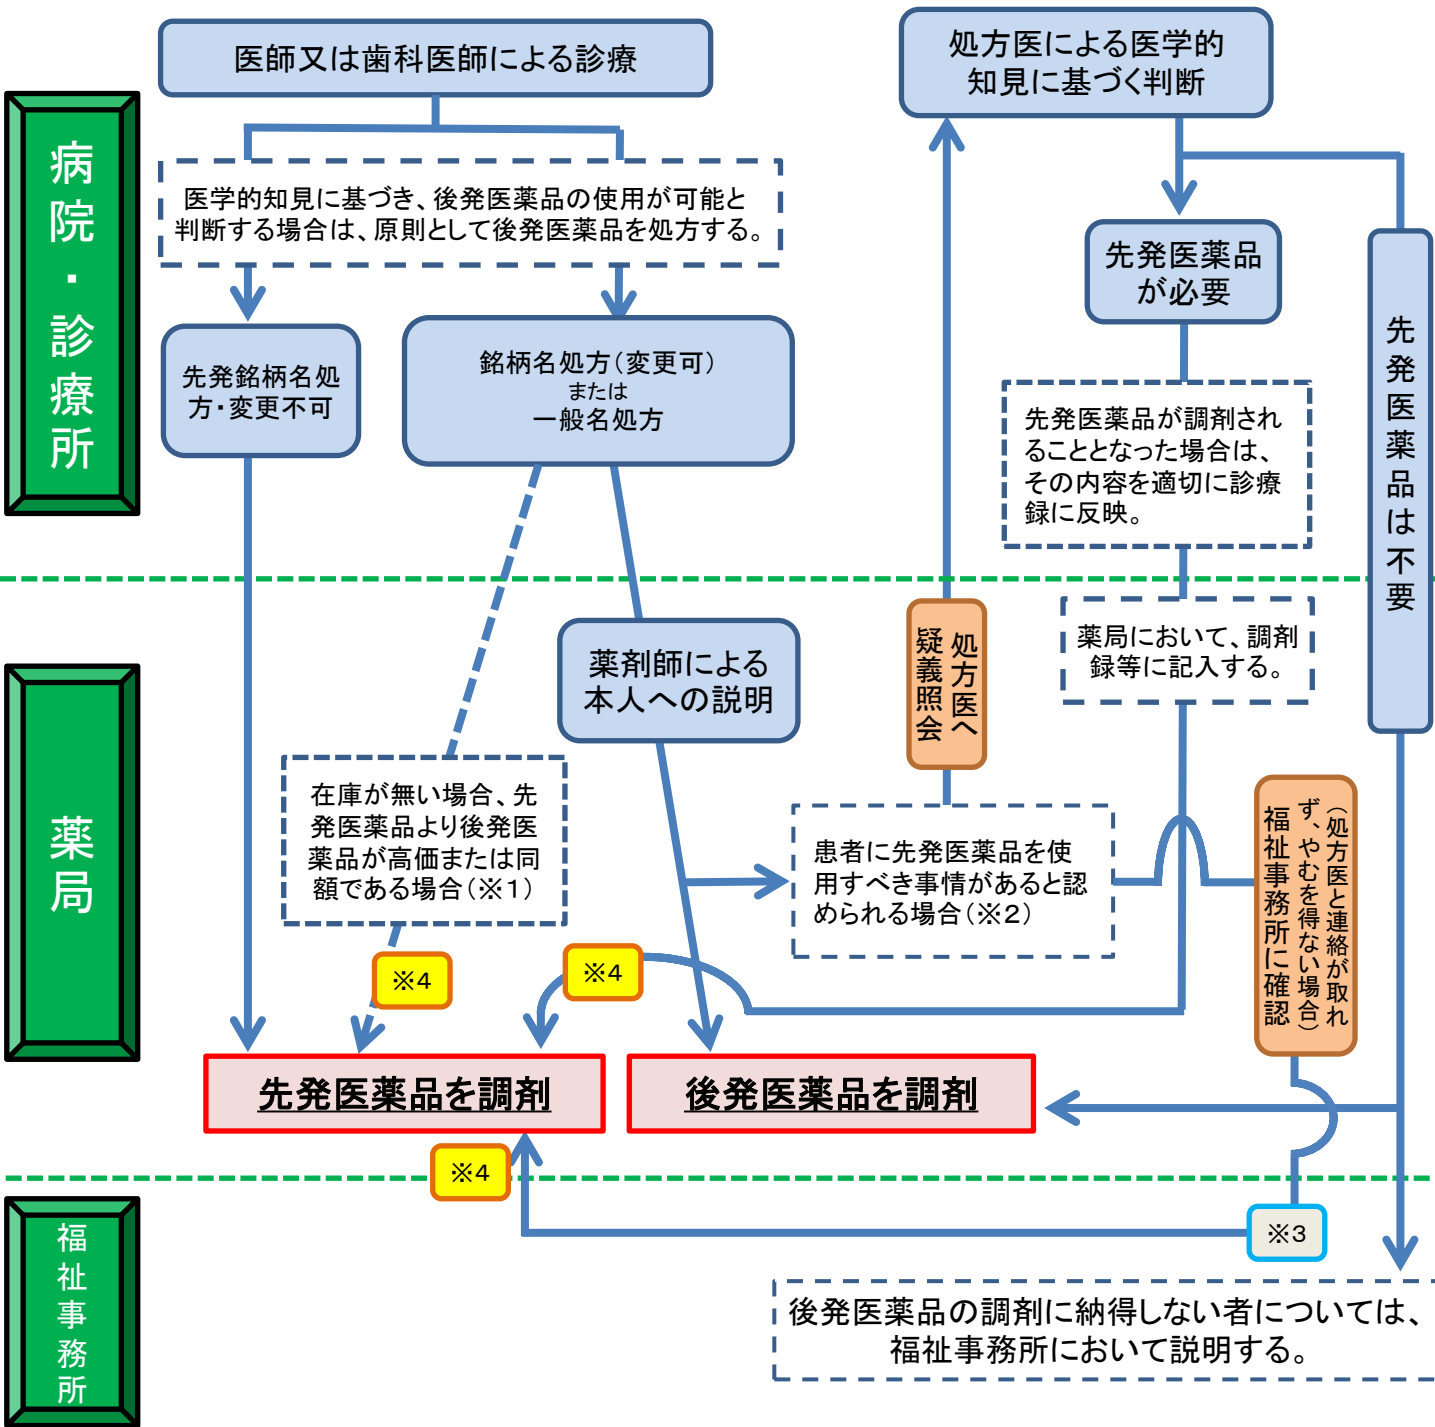 病院・診療所
医師又は歯科医師による診療
医学的知見に基づき、後発医薬品の使用が可能と
判断する場合は、原則として後発医薬品を処方する。
先発銘柄名処
方・変更不可
銘柄名処方（変更可）
または
一般名処方
処方医による医学的
知見に基づく判断
先発医薬品
が必要
先発医薬品が調剤され
ることとなった場合は、
その内容を適切に診療
録に反映。
先発医薬品は不要
薬局
薬剤師による
本人への説明
在庫が無い場合、先
発医薬品より後発医
薬品が高価または同
額である場合（※１）
処方医へ
疑義照会
薬局において、調剤
録等に記入する。
患者に先発医薬品を使
用すべき事情があると認
められる場合（※２）
（処方医と連絡が取れ
ず、やむを得ない場合）
福祉事務所に確認
※4
※4
先発医薬品を調剤
後発医薬品を調剤
※4
福祉事務所
※3
後発医薬品の調剤に納得しない者については、
福祉事務所において説明する。